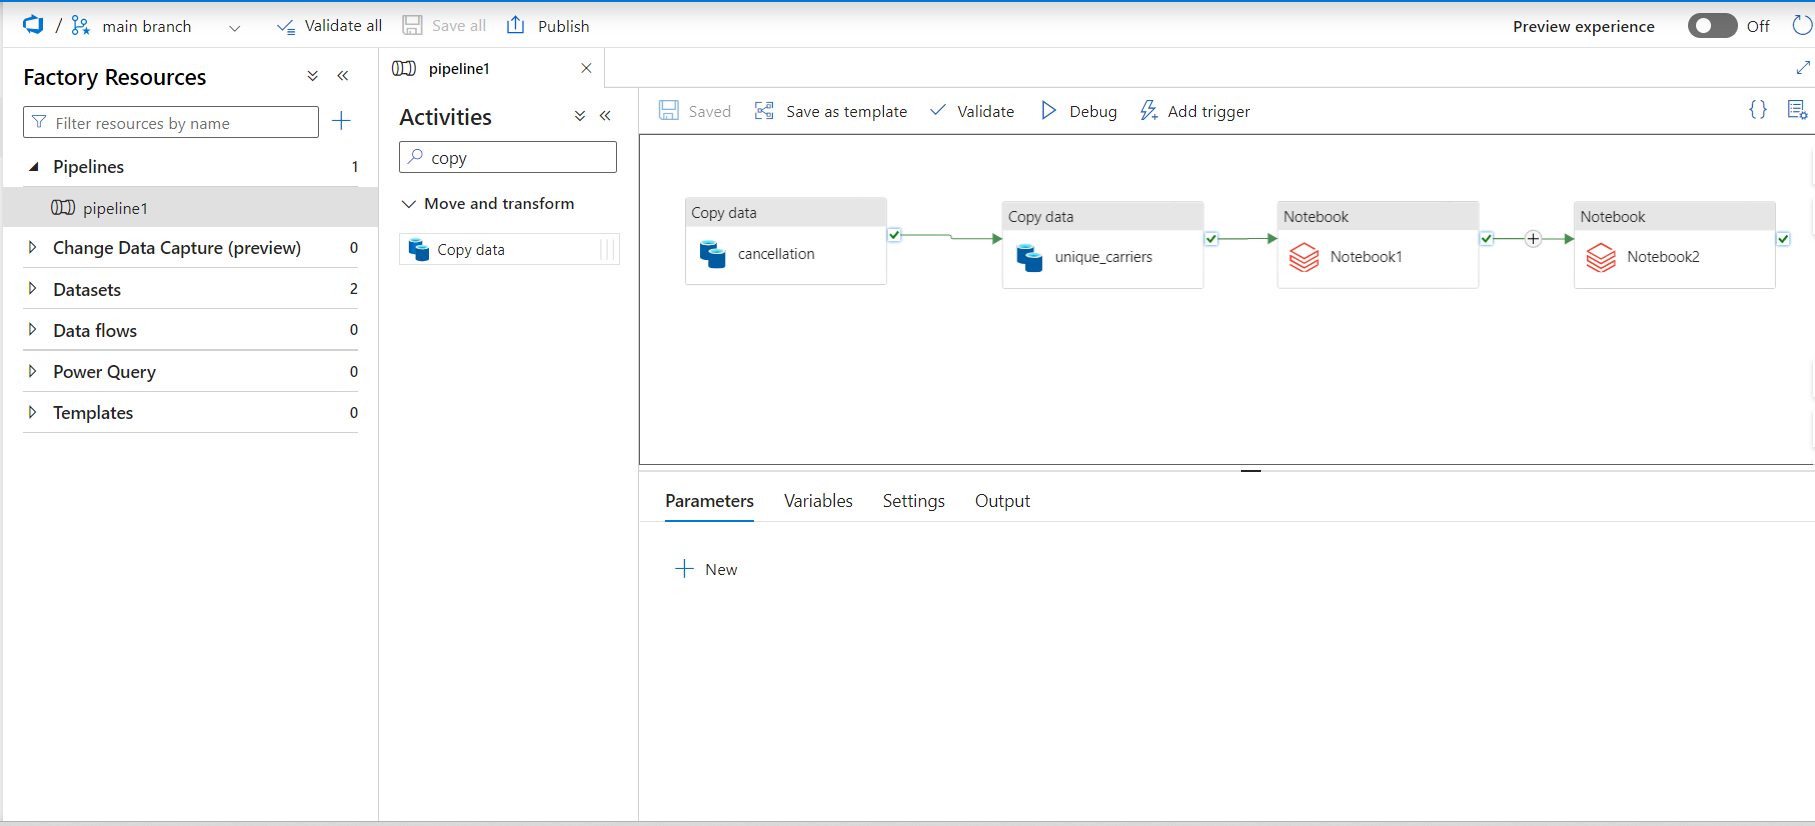 / main branch Validate all Save all Publish Preview experience Off
Factory Resources
Filter resources by name
Pipelines 1
pipeline1
Change Data Capture (preview) 0
Datasets 2
Data flows 0
Power Query 0
Templates 0
pipeline1
Activities
copy
Move and transform
Copy data
Saved Save as template Validate Debug Add trigger {}
Copy data
cancellation
Copy data
unique_carriers
Notebook
Notebook1
Notebook
Notebook2
Parameters Variables Settings Output
New